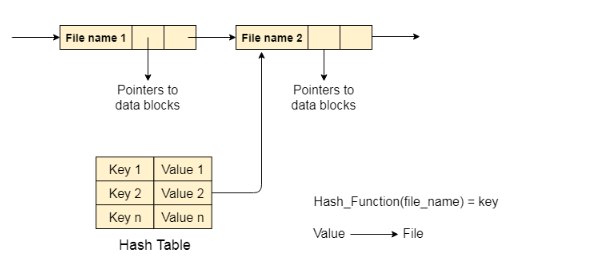 File name 1
File name 2
Pointers to
data blocks
Pointers to
data blocks
Key 1 Value 1
Key 2 Value 2
Key n Value n
Hash Table
Hash_Function(file_name) = key
Value File